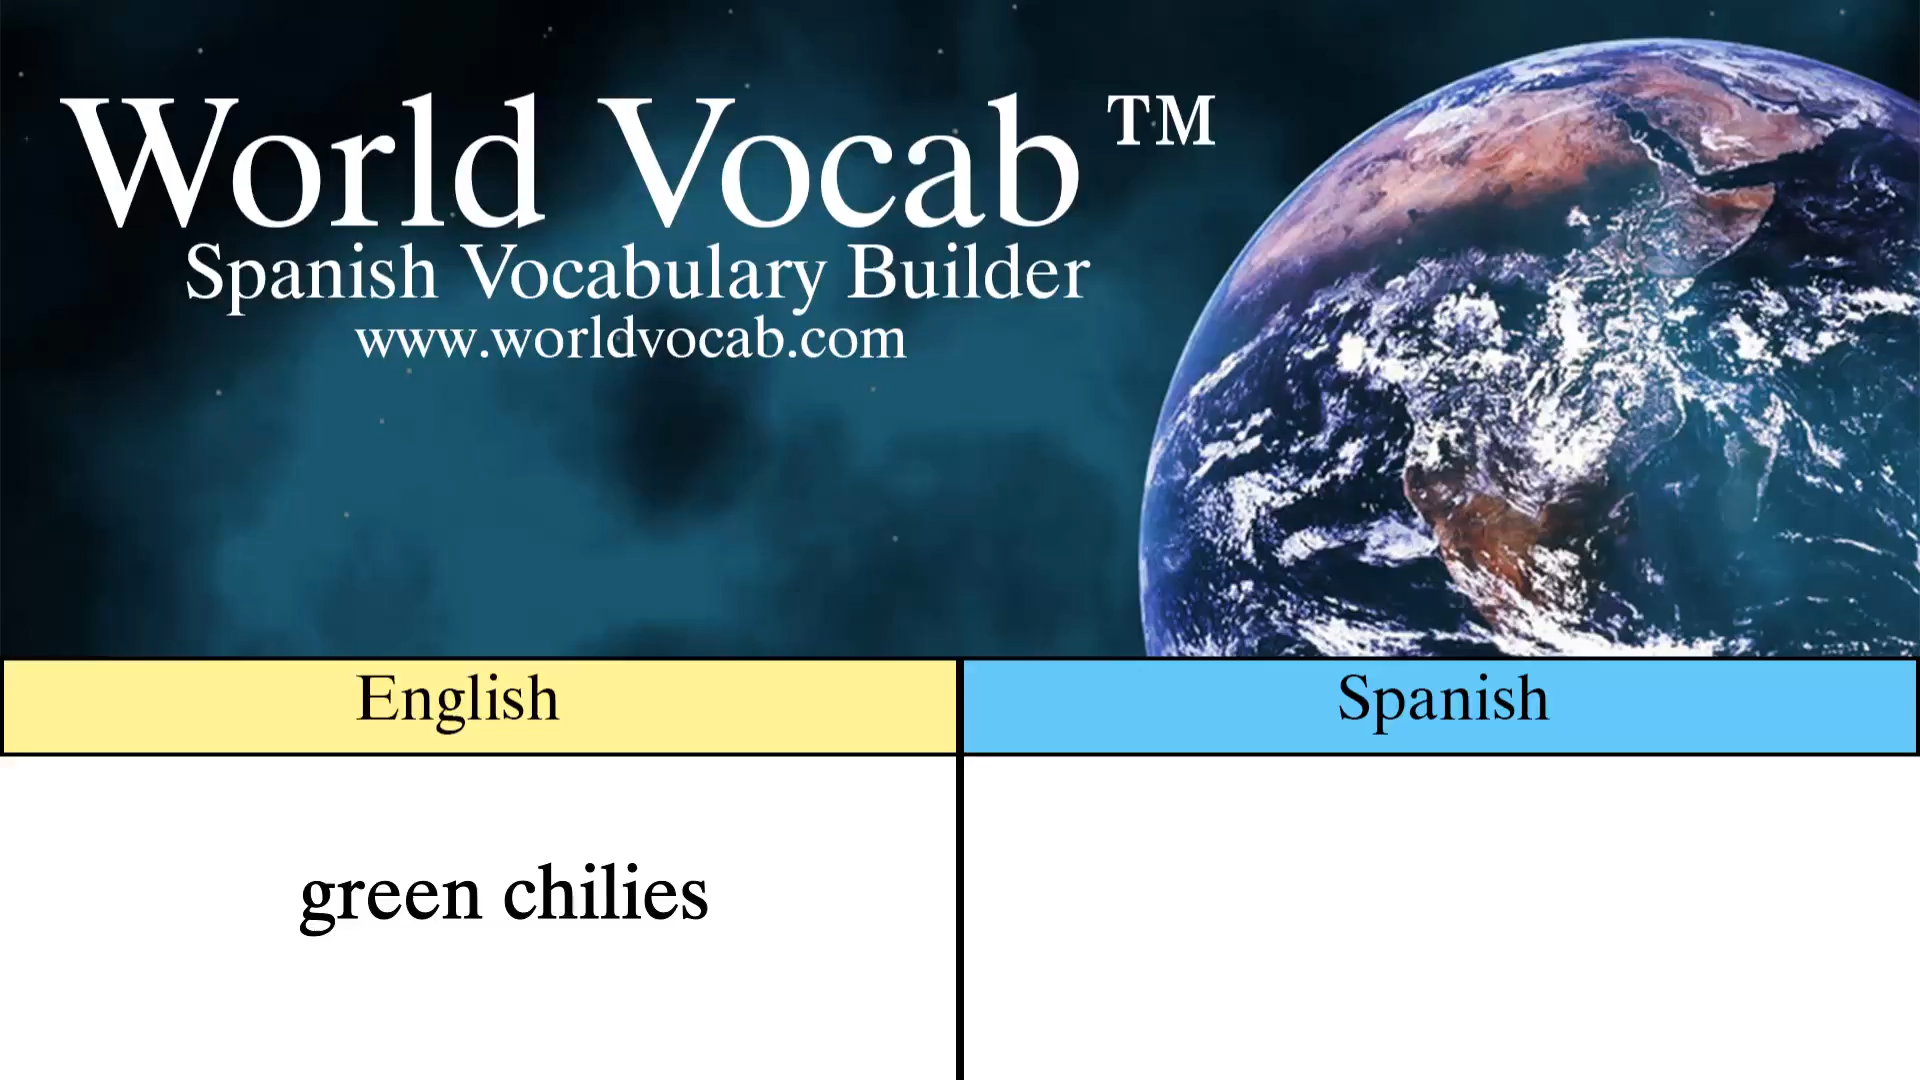 World Vocab™
Spanish Vocabulary Builder
www.worldvocab.com
English
Spanish
green chilies